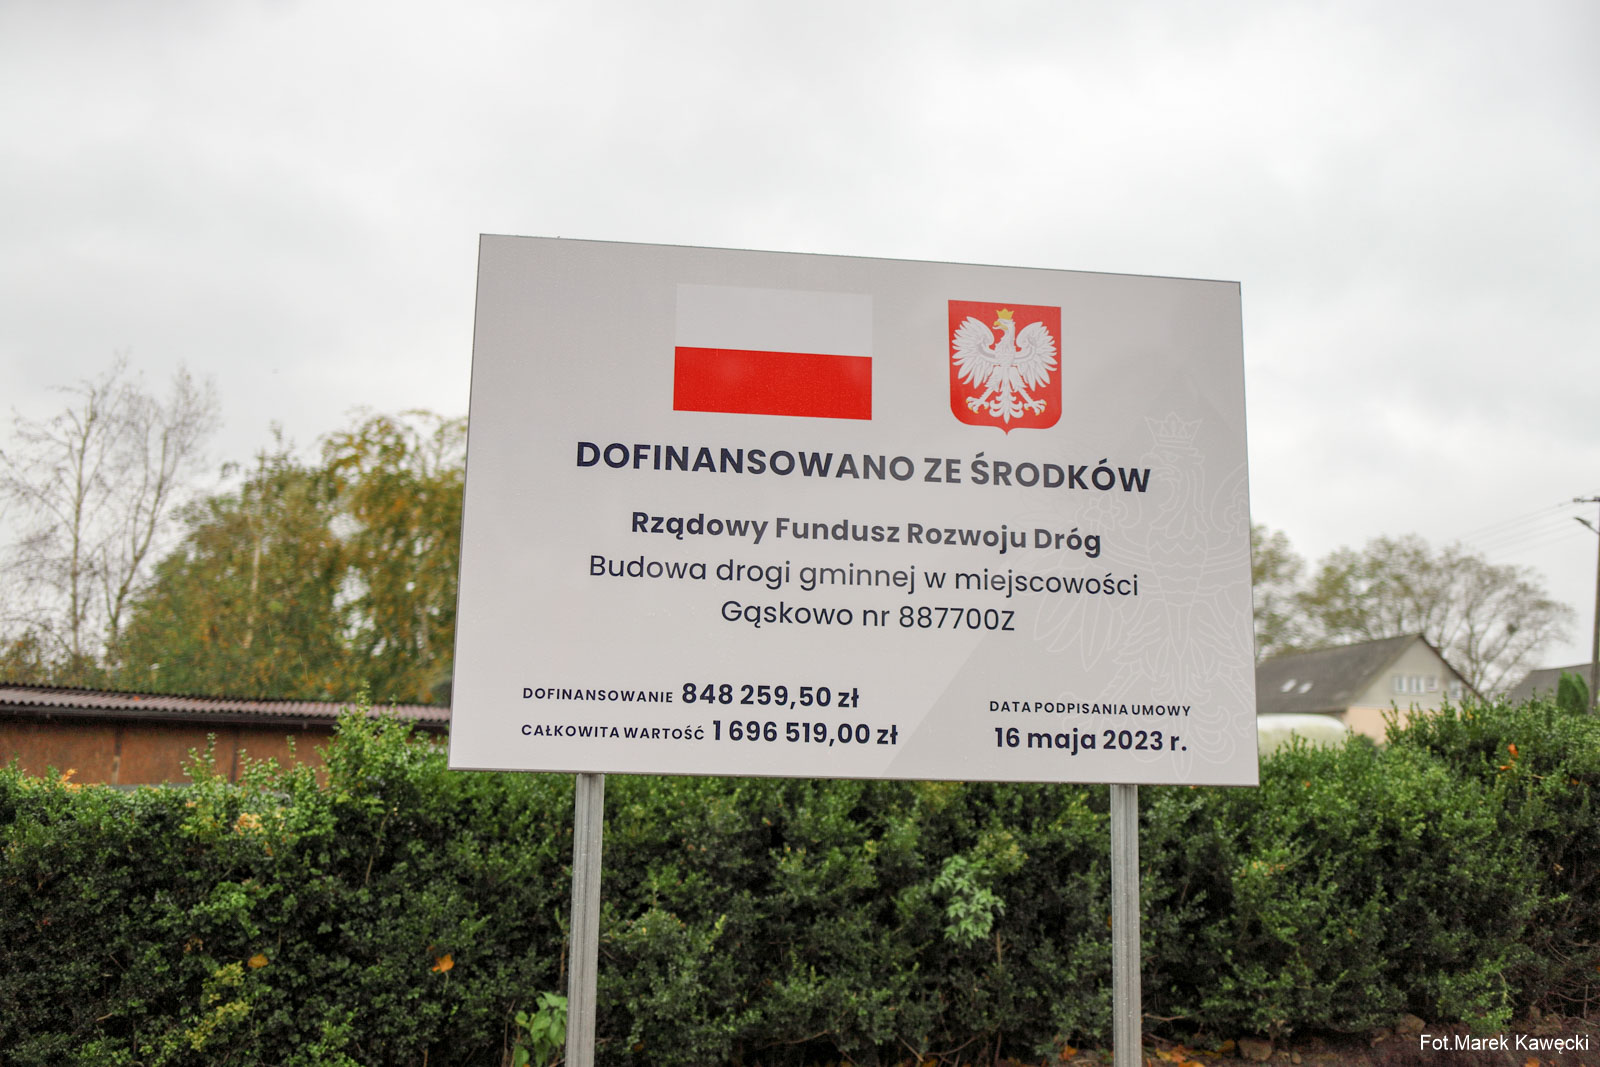 DOFINANSOWANO ZE ŚRODKÓW
Rządowy Fundusz Rozwoju Dróg
Budowa drogi gminnej w miejscowości
Gąskowo nr 887700Z
DOFINANSOWANIE 848 259,50 zł
CAŁKOWITA WARTOŚĆ 1 696 519,00 zł
DATA PODPISANIA UMOWY
16 maja 2023 r.
Fot.Marek Kawęcki